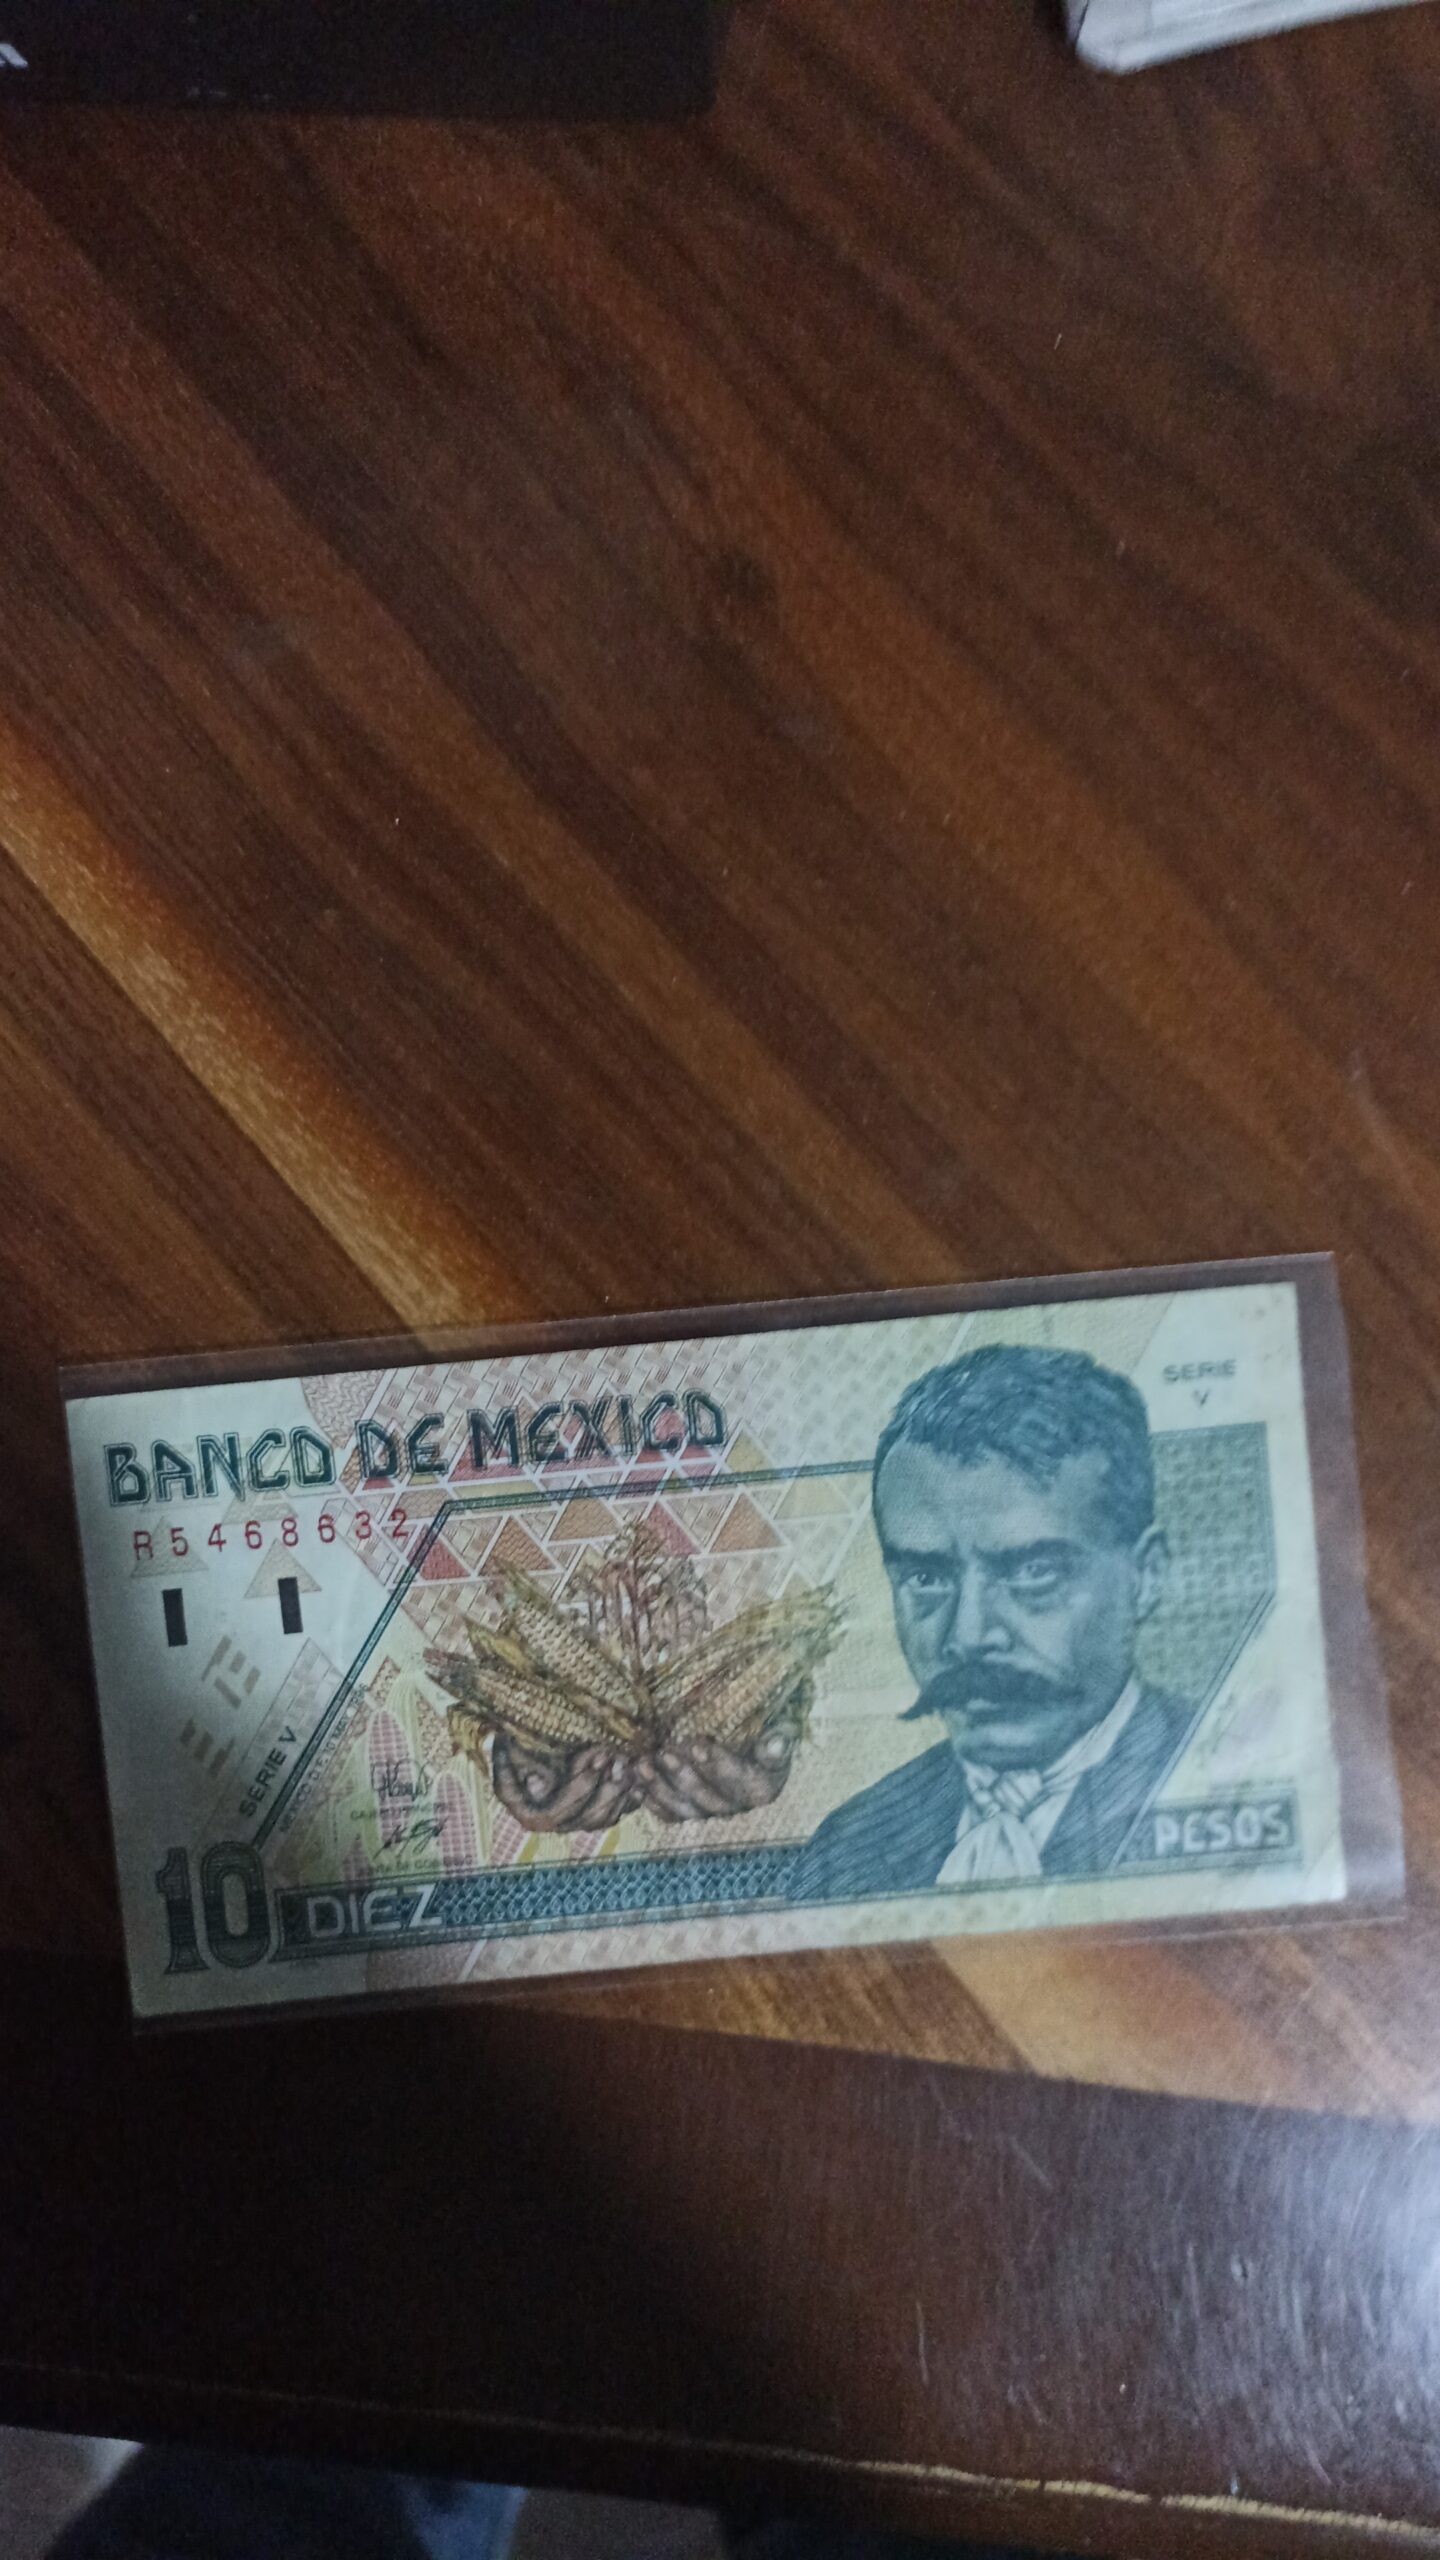 BANCO DE MEXICO
SERIE
V
R5468632
SERIE V
10
DIEZ
PESOS